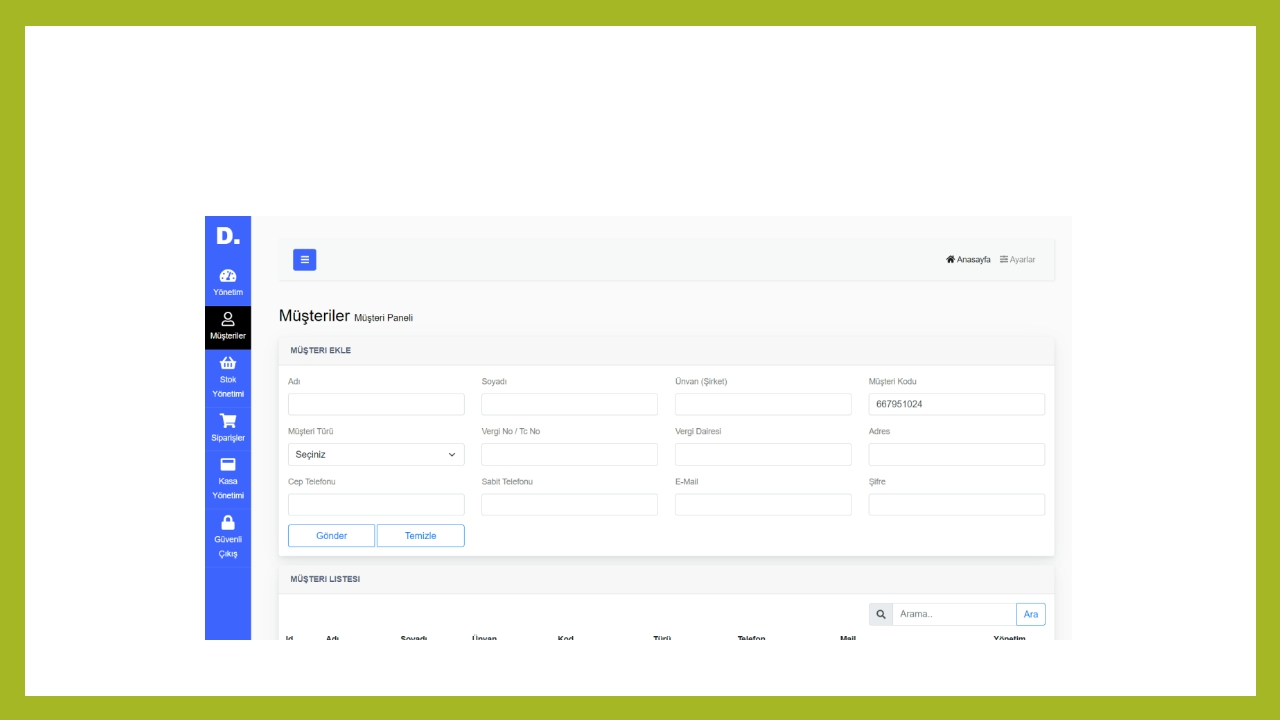 D.
Yönetim
Müşteriler
Stok
Yönetimi
Siparişler
Kasa
Yönetimi
Güvenli
Çıkış
Anasayfa Ayarlar
Müşteriler Müşteri Paneli
MÜŞTERI EKLE
Adı Soyadı Ünvan (Şirket) Müşteri Kodu
667951024
Müşteri Türü Vergi No / Tc No Vergi Dairesi Adres
Seçiniz
Cep Telefonu Sabit Telefonu E-Mail Şifre
Gönder Temizle
MÜŞTERI LISTESI
Arama.. Ara
Id Adı Soyadı Ünvan Kod Türü Telefon Mail Yönetim